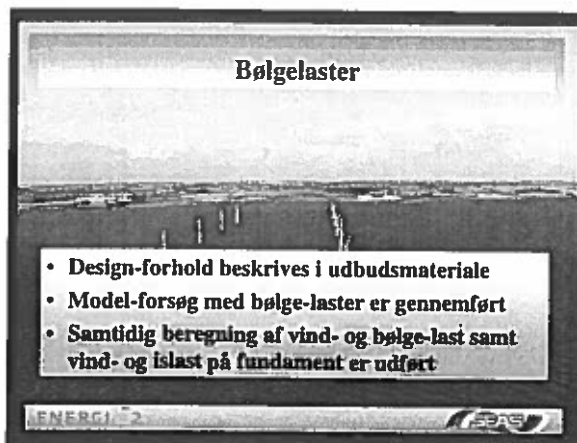 Bølgelaster
• Design-forhold beskrives i udbudsmateriale
• Model-forsøg med bølge-laster er gennemført
• Samtidig beregning af vind- og bølge-last samt
vind- og islast på fundament er udført
ENERGI E2
SEAS